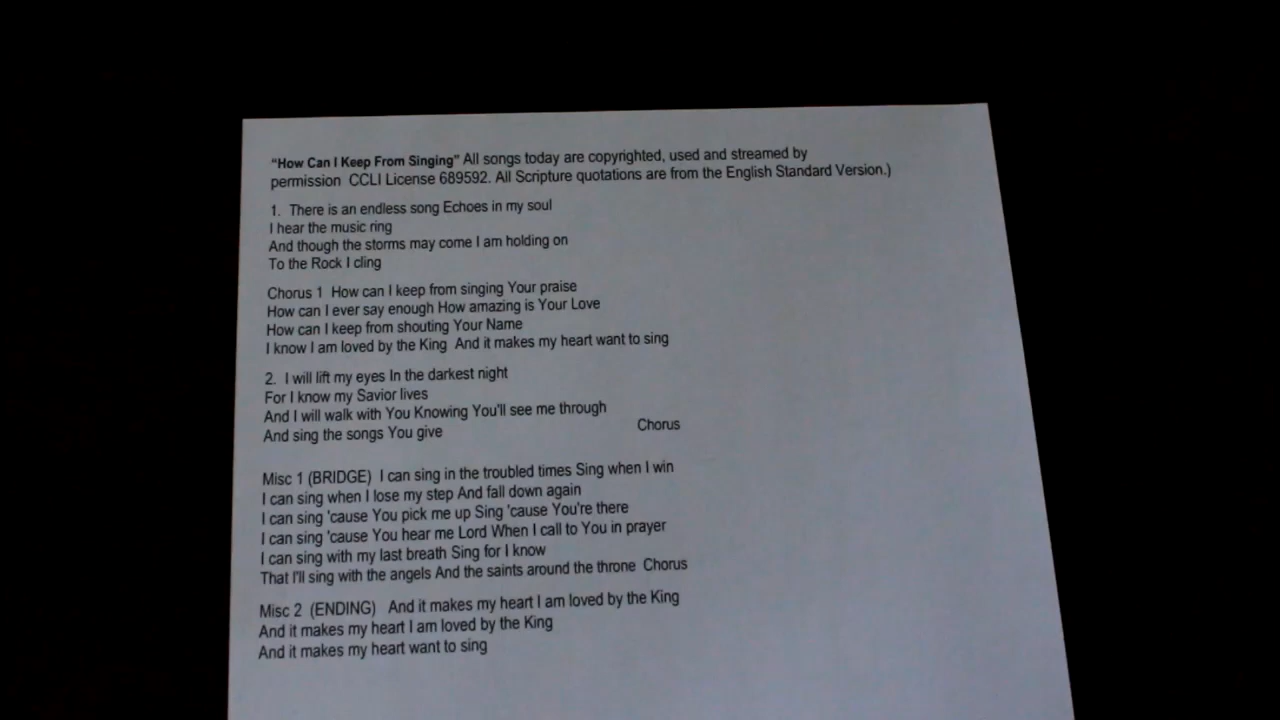 “How Can I Keep From Singing” All songs today are copyrighted, used and streamed by
permission CCLI License 689592. All Scripture quotations are from the English Standard Version.)
1. There is an endless song Echoes in my soul
I hear the music ring
And though the storms may come I am holding on
To the Rock I cling
Chorus 1 How can I keep from singing Your praise
How can I ever say enough How amazing is Your Love
How can I keep from shouting Your Name
I know I am loved by the King And it makes my heart want to sing
2. I will lift my eyes In the darkest night
For I know my Savior lives
And I will walk with You Knowing You'll see me through
And sing the songs You give Chorus
Misc 1 (BRIDGE) I can sing in the troubled times Sing when I win
I can sing when I lose my step And fall down again
I can sing 'cause You pick me up Sing 'cause You're there
I can sing 'cause You hear me Lord When I call to You in prayer
I can sing with my last breath Sing for I know
That I'll sing with the angels And the saints around the throne Chorus
Misc 2 (ENDING) And it makes my heart I am loved by the King
And it makes my heart I am loved by the King
And it makes my heart want to sing